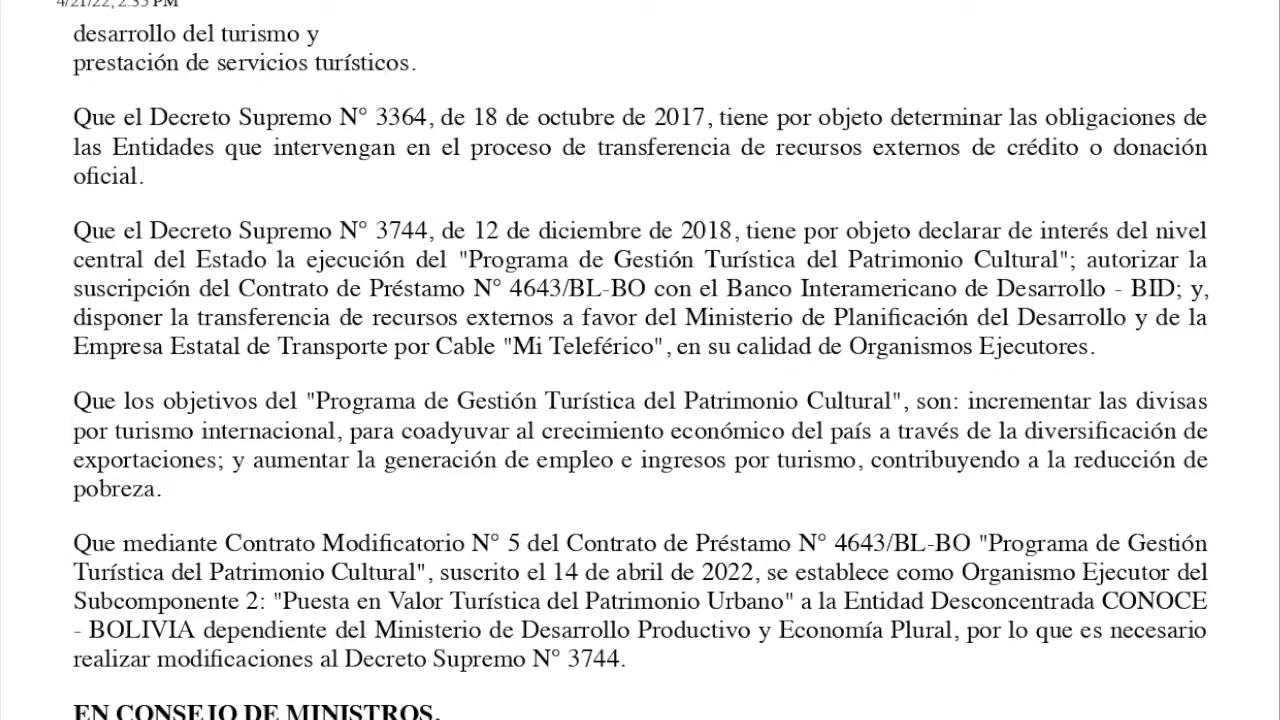 4/21/22, 2:35 PM
desarrollo del turismo y
prestación de servicios turísticos.
Que el Decreto Supremo N° 3364, de 18 de octubre de 2017, tiene por objeto determinar las obligaciones de
las Entidades que intervengan en el proceso de transferencia de recursos externos de crédito o donación
oficial.
Que el Decreto Supremo N° 3744, de 12 de diciembre de 2018, tiene por objeto declarar de interés del nivel
central del Estado la ejecución del "Programa de Gestión Turística del Patrimonio Cultural"; autorizar la
suscripción del Contrato de Préstamo N° 4643/BL-BO con el Banco Interamericano de Desarrollo - BID; y,
disponer la transferencia de recursos externos a favor del Ministerio de Planificación del Desarrollo y de la
Empresa Estatal de Transporte por Cable "Mi Teleférico", en su calidad de Organismos Ejecutores.
Que los objetivos del "Programa de Gestión Turística del Patrimonio Cultural", son: incrementar las divisas
por turismo internacional, para coadyuvar al crecimiento económico del país a través de la diversificación de
exportaciones; y aumentar la generación de empleo e ingresos por turismo, contribuyendo a la reducción de
pobreza.
Que mediante Contrato Modificatorio N° 5 del Contrato de Préstamo N° 4643/BL-BO "Programa de Gestión
Turística del Patrimonio Cultural", suscrito el 14 de abril de 2022, se establece como Organismo Ejecutor del
Subcomponente 2: "Puesta en Valor Turística del Patrimonio Urbano" a la Entidad Desconcentrada CONOCE
- BOLIVIA dependiente del Ministerio de Desarrollo Productivo y Economía Plural, por lo que es necesario
realizar modificaciones al Decreto Supremo N° 3744.
EN CONSEJO DE MINISTROS,